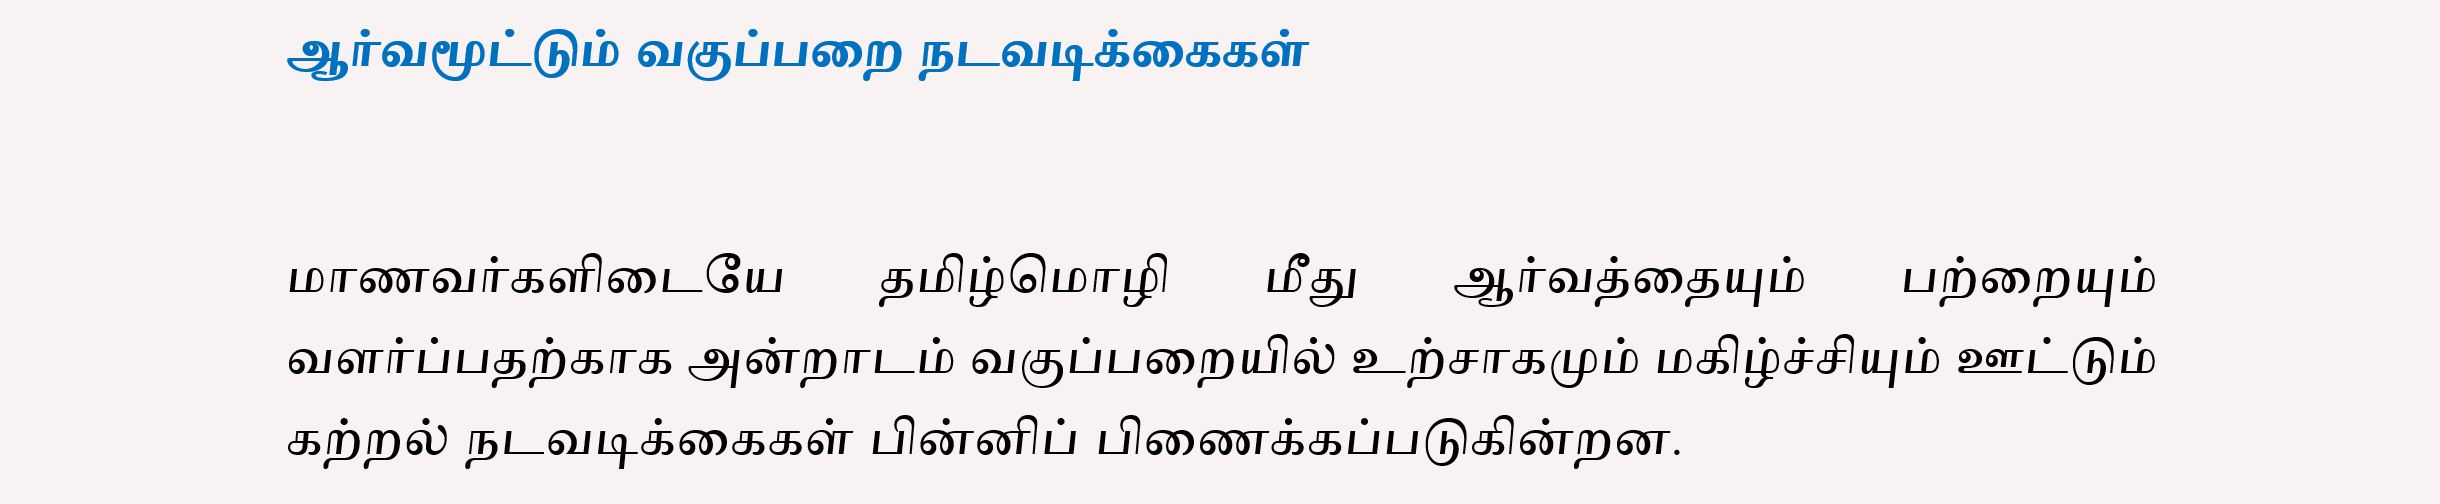 ஆர்வமூட்டும் வகுப்பறை நடவடிக்கைகள்
மாணவர்களிடையே தமிழ்மொழி மீது ஆர்வத்தையும் பற்றையும்
வளர்ப்பதற்காக அன்றாடம் வகுப்பறையில் உற்சாகமும் மகிழ்ச்சியும் ஊட்டும்
கற்றல் நடவடிக்கைகள் பின்னிப் பிணைக்கப்படுகின்றன.